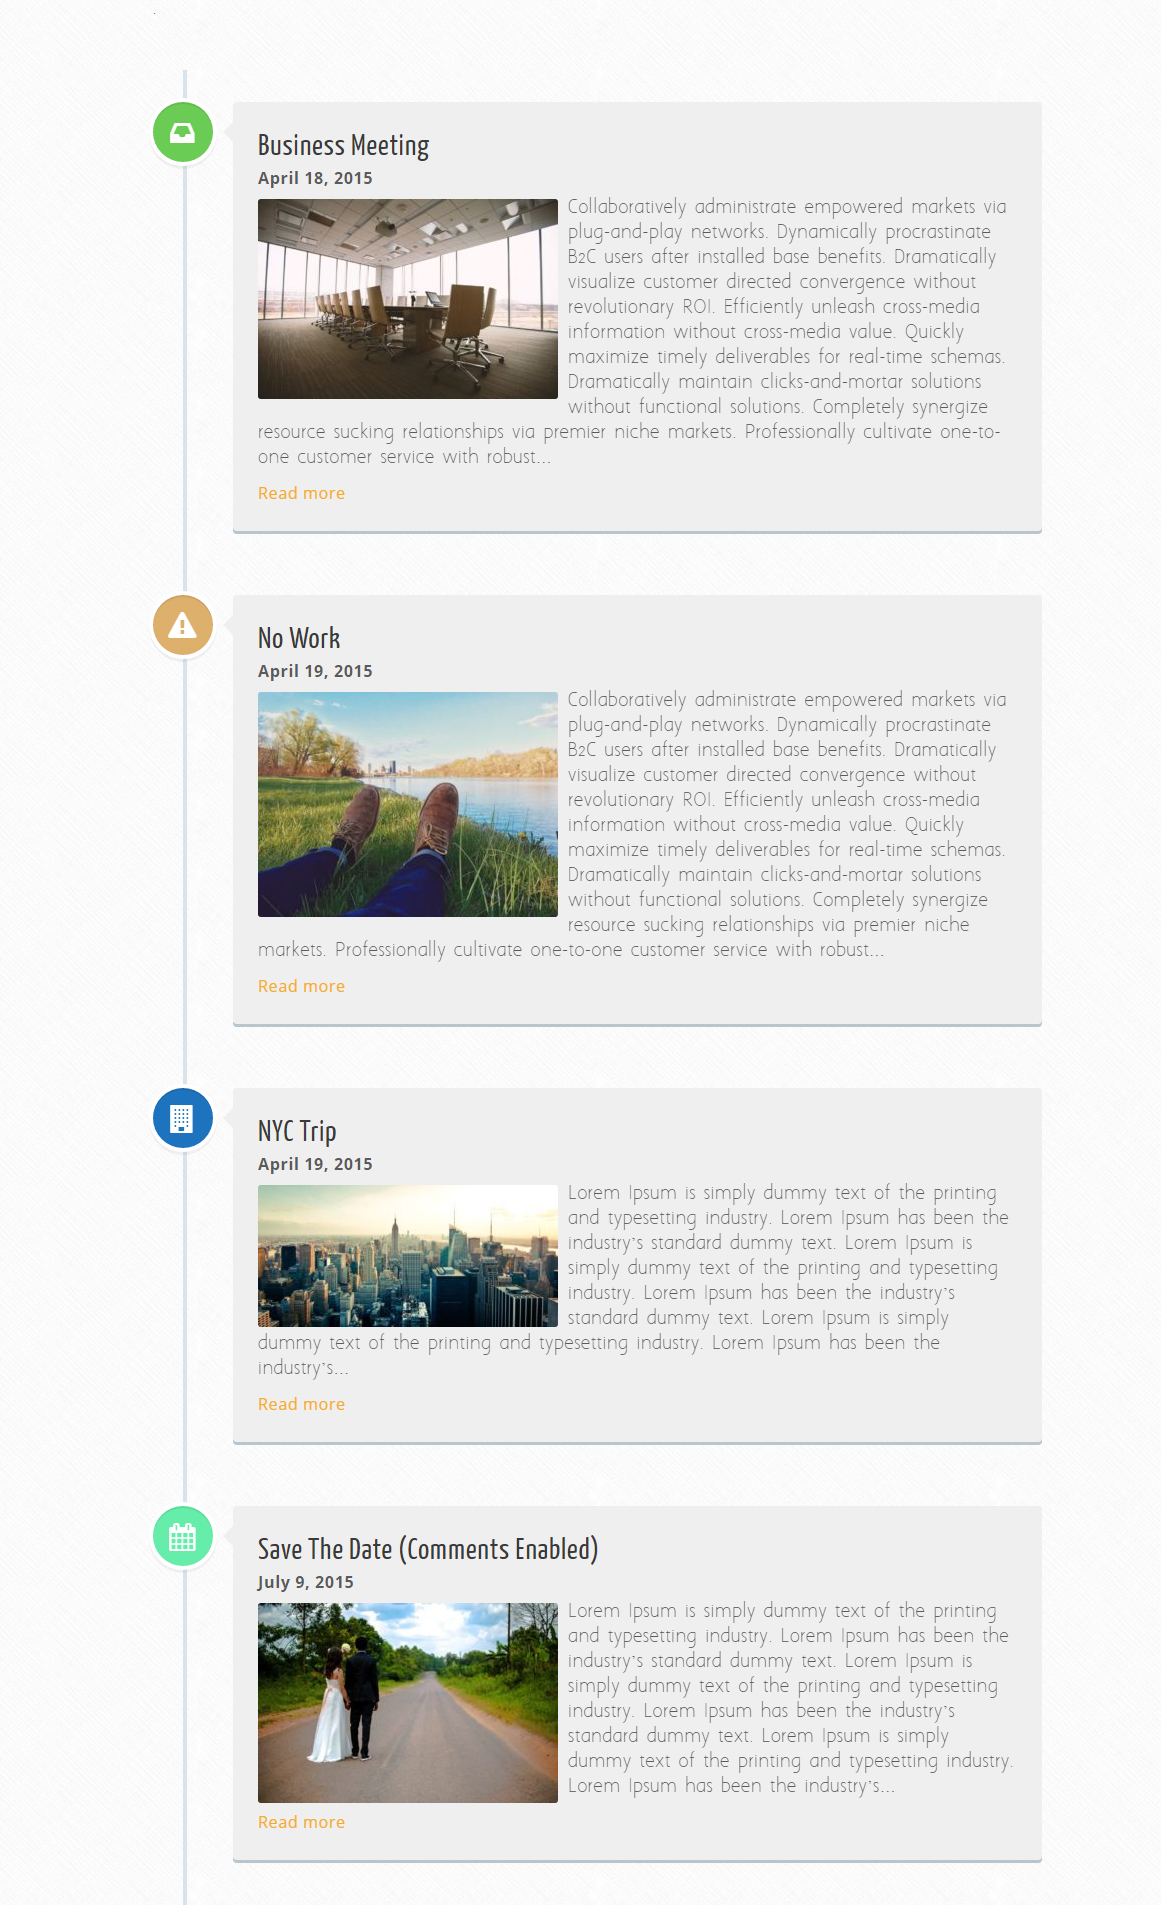 Business Meeting
April 18, 2015
Collaboratively administrate empowered markets via
plug-and-play networks. Dynamically procrastinate
B2C users after installed base benefits. Dramatically
visualize customer directed convergence without
revolutionary ROI. Efficiently unleash cross-media
information without cross-media value. Quickly
maximize timely deliverables for real-time schemas.
Dramatically maintain clicks-and-mortar solutions
without functional solutions. Completely synergize
resource sucking relationships via premier niche markets. Professionally cultivate one-to-
one customer service with robust...
Read more
No Work
April 19, 2015
Collaboratively administrate empowered markets via
plug-and-play networks. Dynamically procrastinate
B2C users after installed base benefits. Dramatically
visualize customer directed convergence without
revolutionary ROI. Efficiently unleash cross-media
information without cross-media value. Quickly
maximize timely deliverables for real-time schemas.
Dramatically maintain clicks-and-mortar solutions
without functional solutions. Completely synergize
resource sucking relationships via premier niche
markets. Professionally cultivate one-to-one customer service with robust...
Read more
NYC Trip
April 19, 2015
Lorem Ipsum is simply dummy text of the printing
and typesetting industry. Lorem Ipsum has been the
industry's standard dummy text. Lorem Ipsum is
simply dummy text of the printing and typesetting
industry. Lorem Ipsum has been the industry's
standard dummy text. Lorem Ipsum is simply
dummy text of the printing and typesetting industry. Lorem Ipsum has been the
industry's...
Read more
Save The Date (Comments Enabled)
July 9, 2015
Lorem Ipsum is simply dummy text of the printing
and typesetting industry. Lorem Ipsum has been the
industry's standard dummy text. Lorem Ipsum is
simply dummy text of the printing and typesetting
industry. Lorem Ipsum has been the industry's
standard dummy text. Lorem Ipsum is simply
dummy text of the printing and typesetting industry.
Lorem Ipsum has been the industry's...
Read more